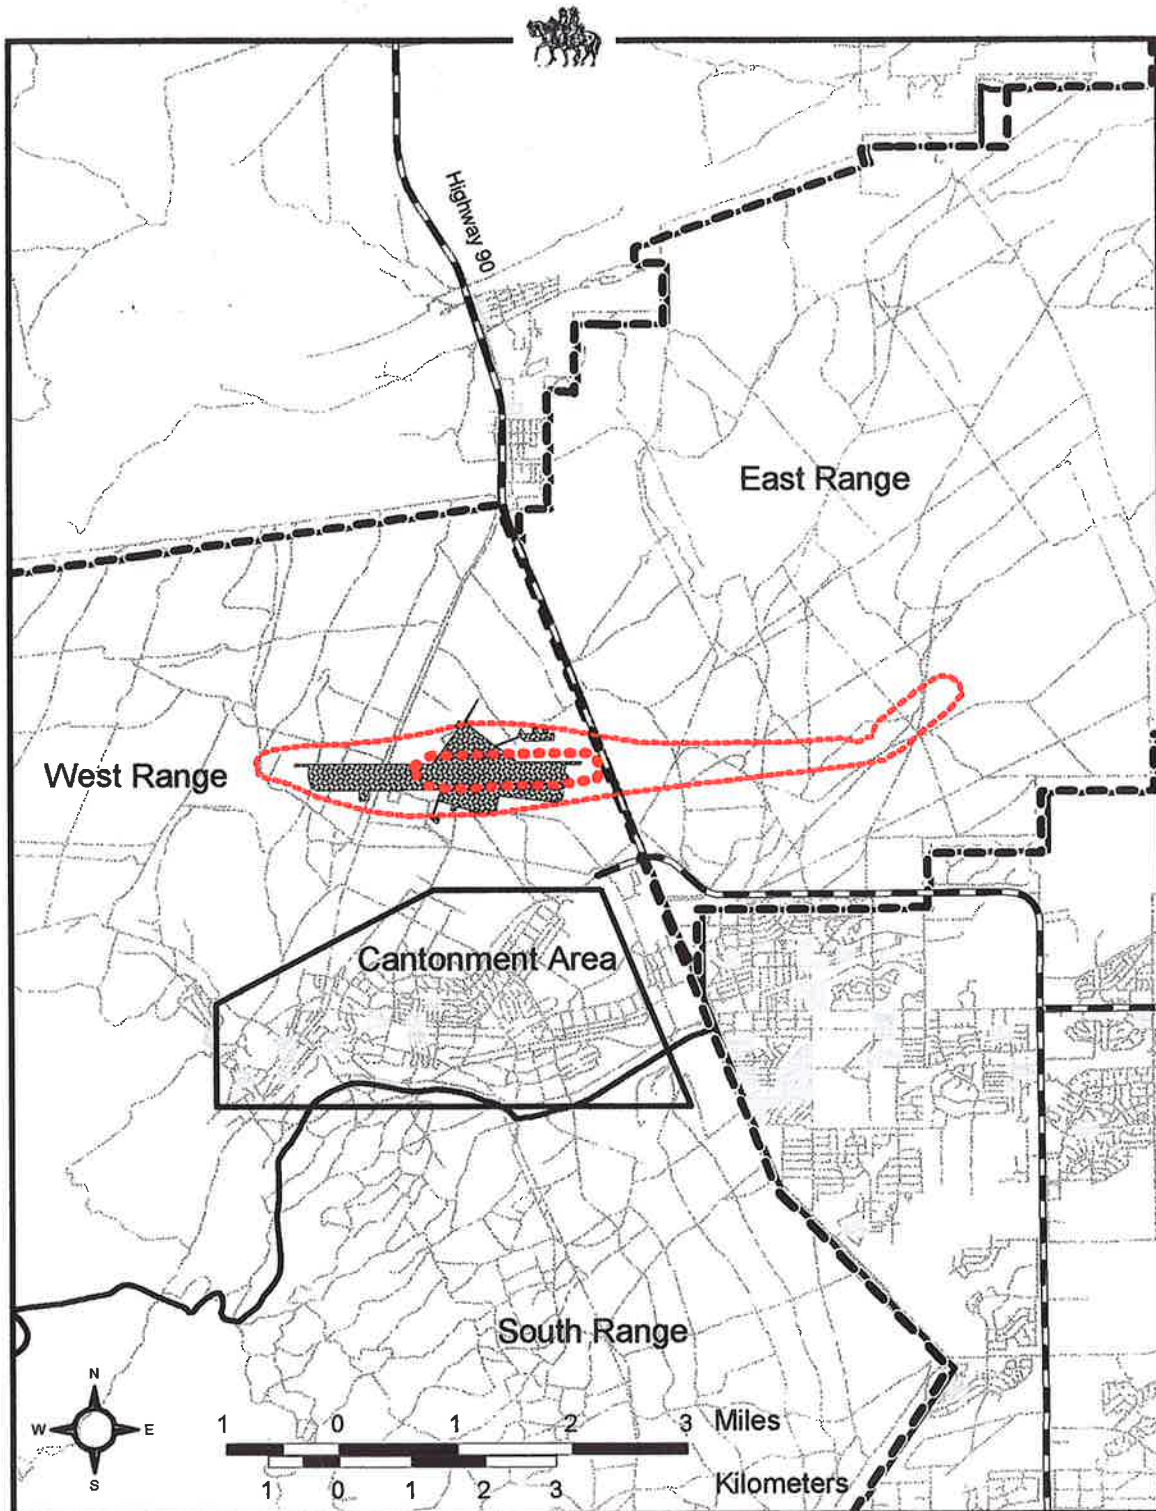 Highway 90
East Range
West Range
Cantonment Area
South Range
N
W E
S
1 0 1 2 3 Miles
1 0 1 2 3 Kilometers